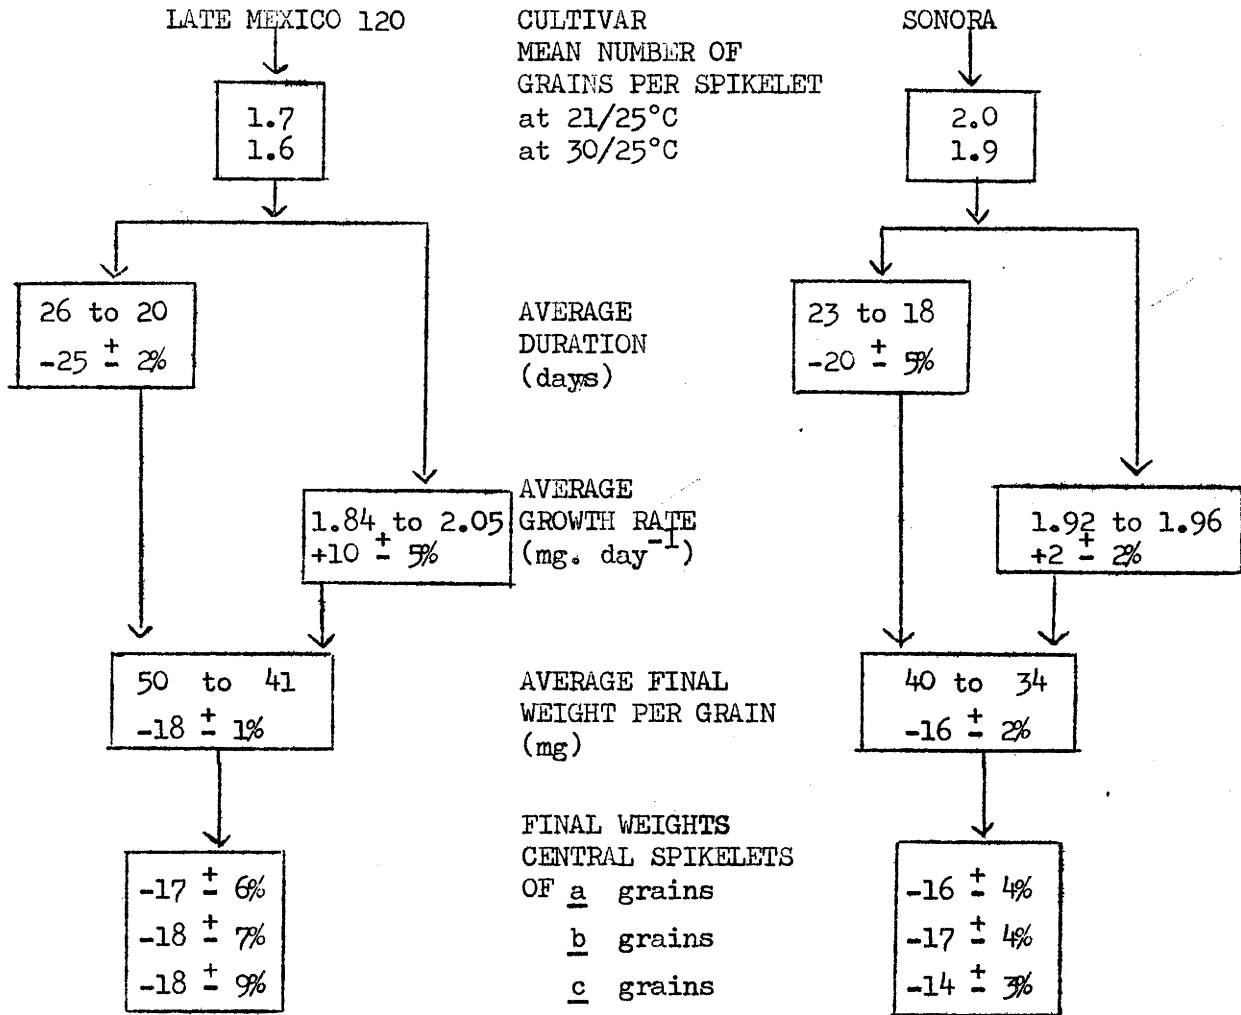 LATE MEXICO 120
CULTIVAR
SONORA
MEAN NUMBER OF
GRAINS PER SPIKELET
at 21/25°C
at 30/25°C
1.7
1.6
2.0
1.9
26 to 20
-25 ± 2%
AVERAGE
DURATION
(days)
23 to 18
-20 ± 5%
1.84 to 2.05
+10 ± 5%
AVERAGE
GROWTH RATE
(mg. day⁻¹)
1.92 to 1.96
+2 ± 2%
50 to 41
-18 ± 1%
AVERAGE FINAL
WEIGHT PER GRAIN
(mg)
40 to 34
-16 ± 2%
FINAL WEIGHTS
CENTRAL SPIKELETS
OF a grains
b grains
c grains
-17 ± 6%
-18 ± 7%
-18 ± 9%
-16 ± 4%
-17 ± 4%
-14 ± 3%